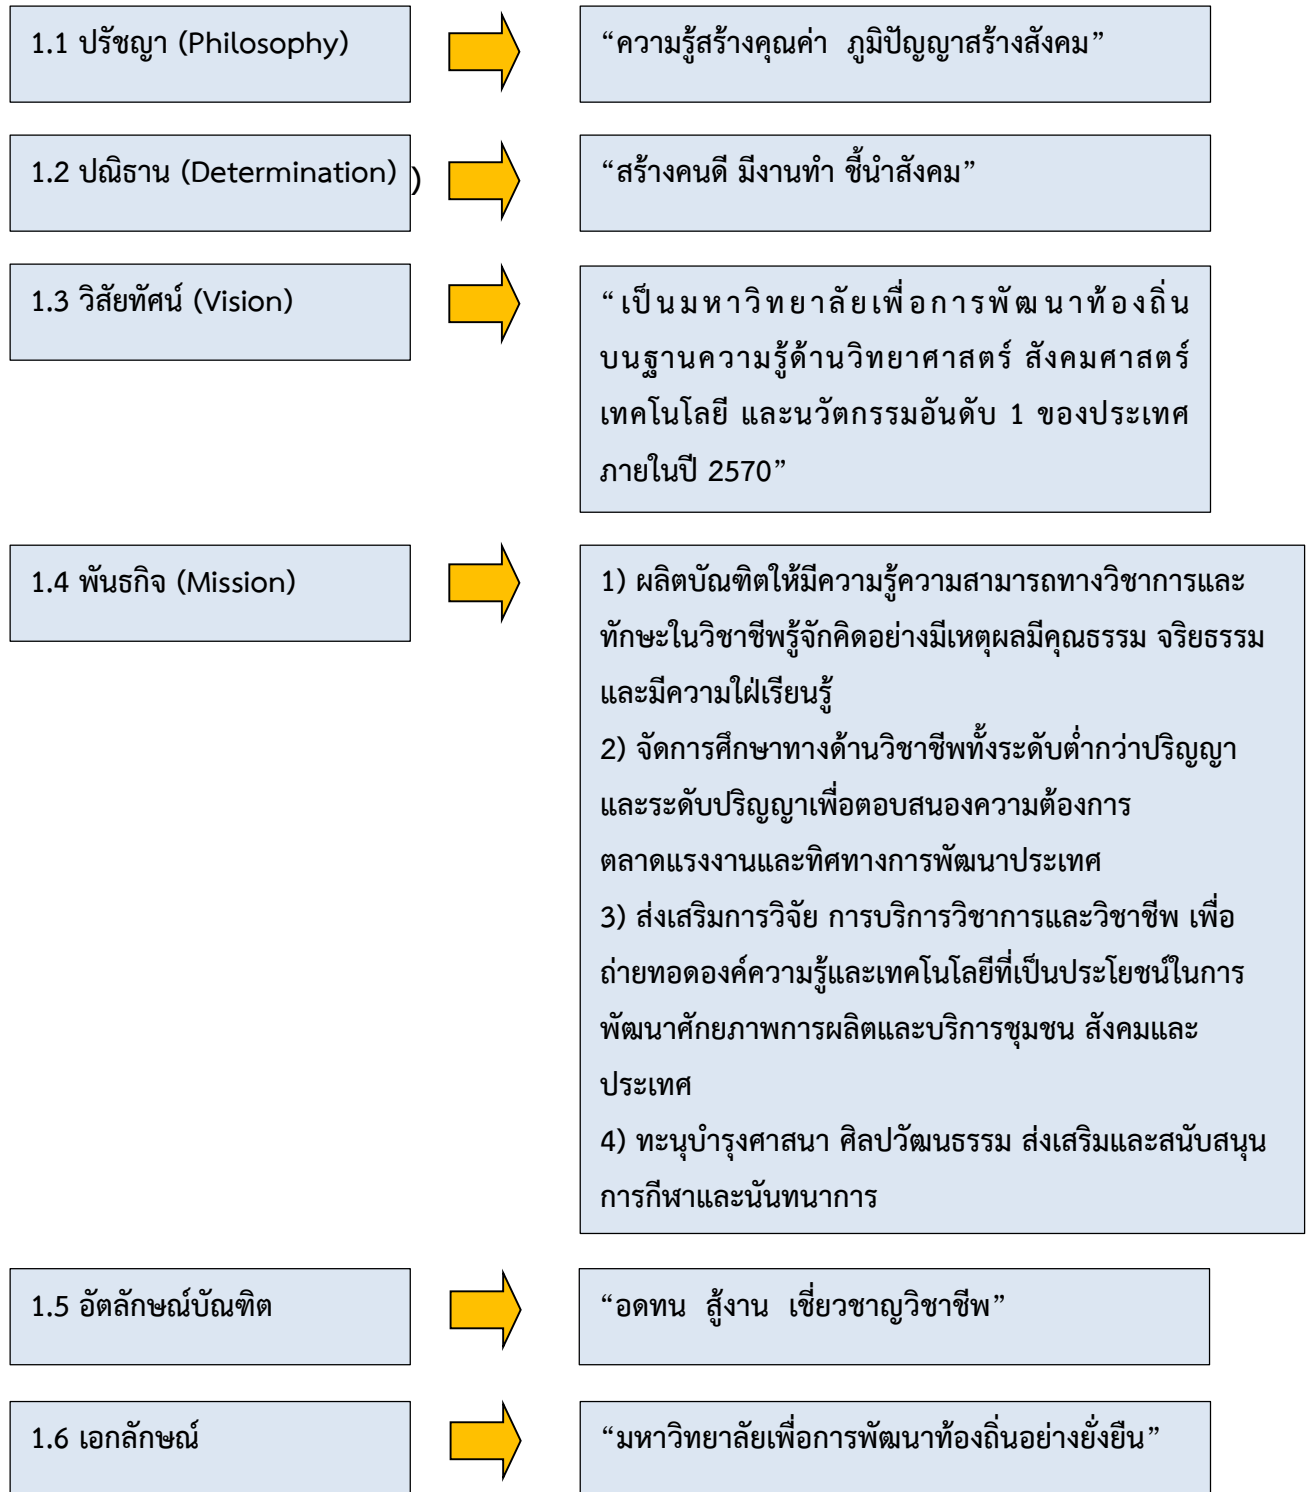 1.1 ปรัชญา (Philosophy)
“ความรู้สร้างคุณค่า ภูมิปัญญาสร้างสังคม”
1.2 ปณิธาน (Determination) )
“สร้างคนดี มีงานทำ ชี้นำสังคม”
1.3 วิสัยทัศน์ (Vision)
“เป็นมหาวิทยาลัยเพื่อการพัฒนาท้องถิ่น
บนฐานความรู้ด้านวิทยาศาสตร์ สังคมศาสตร์
เทคโนโลยี และนวัตกรรมอันดับ 1 ของประเทศ
ภายในปี 2570”
1.4 พันธกิจ (Mission)
1) ผลิตบัณฑิตให้มีความรู้ความสามารถทางวิชาการและ
ทักษะในวิชาชีพรู้จักคิดอย่างมีเหตุผลมีคุณธรรม จริยธรรม
และมีความใฝ่เรียนรู้
2) จัดการศึกษาทางด้านวิชาชีพทั้งระดับต่ำกว่าปริญญา
และระดับปริญญาเพื่อตอบสนองความต้องการ
ตลาดแรงงานและทิศทางการพัฒนาประเทศ
3) ส่งเสริมการวิจัย การบริการวิชาการและวิชาชีพ เพื่อ
ถ่ายทอดองค์ความรู้และเทคโนโลยีที่เป็นประโยชน์ในการ
พัฒนาศักยภาพการผลิตและบริการชุมชน สังคมและ
ประเทศ
4) ทะนุบำรุงศาสนา ศิลปวัฒนธรรม ส่งเสริมและสนับสนุน
การกีฬาและนันทนาการ
1.5 อัตลักษณ์บัณฑิต
“อดทน สู้งาน เชี่ยวชาญวิชาชีพ”
1.6 เอกลักษณ์
“มหาวิทยาลัยเพื่อการพัฒนาท้องถิ่นอย่างยั่งยืน”